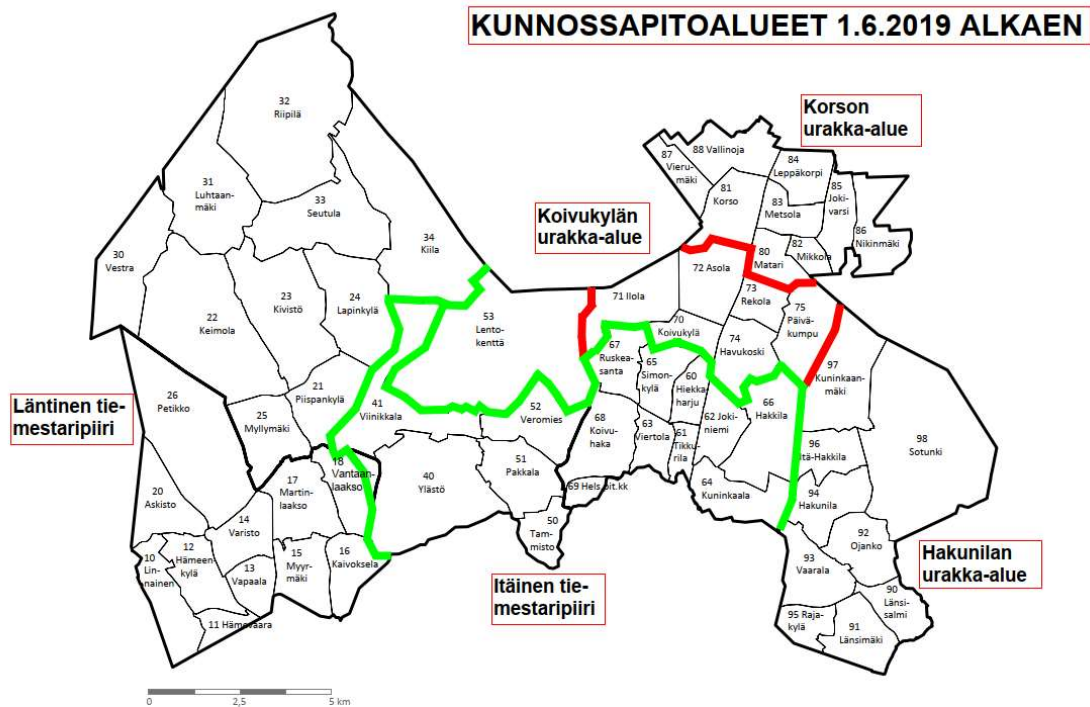 KUNNOSSAPITOALUEET 1.6.2019 ALKAEN
Korson
urakka-alue
Koivukylän
urakka-alue
Läntinen tie-
mestaripiiri
Itäinen tie-
mestaripiiri
Hakunilan
urakka-alue
32
Riipilä
31
Luhtaan-
mäki
33
Seutula
34
Kiila
30
Vestra
22
Keimola
23
Kivistö
24
Lapinkylä
21
Piispankylä
26
Petikko
25
Myllymäki
20
Askisto
18
Vantaan-
laakso
17
Martin-
laakso
14
Varisto
12
Hämeen
kylä
10
Lin-
nainen
13
Vapaala
15
Myyr-
mäki
16
Kaivoksela
11 Hämevaara
41
Viinikkala
40
Ylästö
53
Lento-
kenttä
52
Veromies
51
Pakkala
50
Tam-
misto
71 Ilola
70
Koivukylä
67
Ruskea-
santa
65
Simon-
kylä
60
Hiekka-
harju
68
Koivu-
haka
63
Viertola
61
Tikku-
rila
62 Joki-
niemi
64
Kuninkaala
66
Hakkila
69 Hels.pit.kk
72 Asola
73
Rekola
74
Havukoski
75
Päivä-
kumpu
88 Vallinoja
87
Vieru-
mäki
84
Leppäkorpi
81
Korso
83
Metsola
85
Joki-
varsi
86
Nikinmäki
80
Matari
82
Mikkola
97
Kuninkaan-
mäki
98
Sotunki
96
Itä-Hakkila
94
Hakunila
92
Ojanko
93
Vaarala
90
Länsi-
salmi
95 Raja-
kylä
91
Länsimäki
0
2,5
5 km